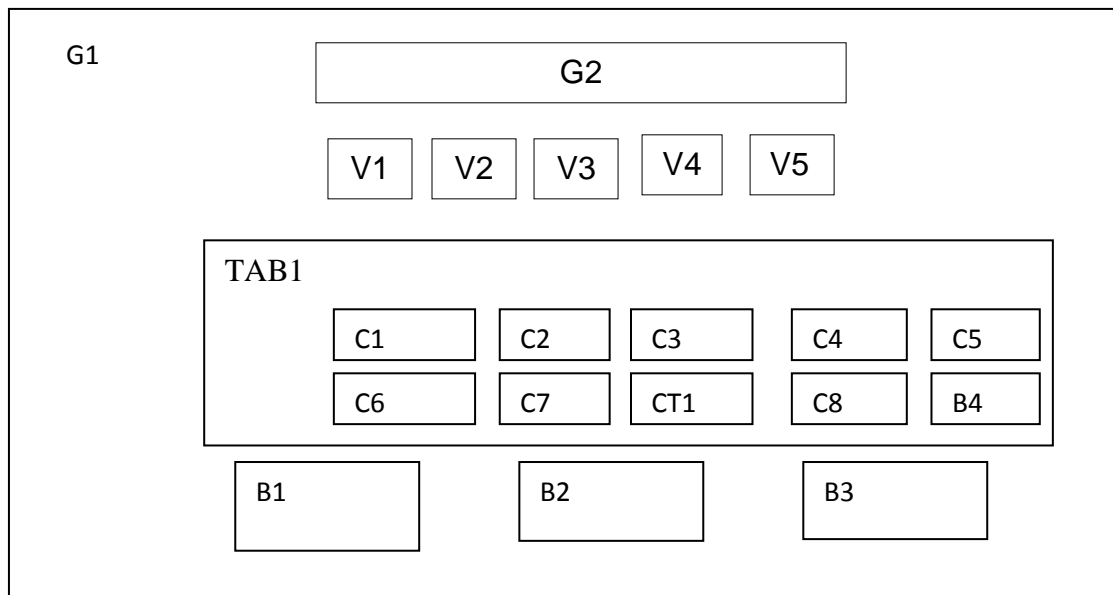 G1
G2
V1 V2 V3 V4 V5
TAB1
C1 C2 C3 C4 C5
C6 C7 CT1 C8 B4
B1 B2 B3